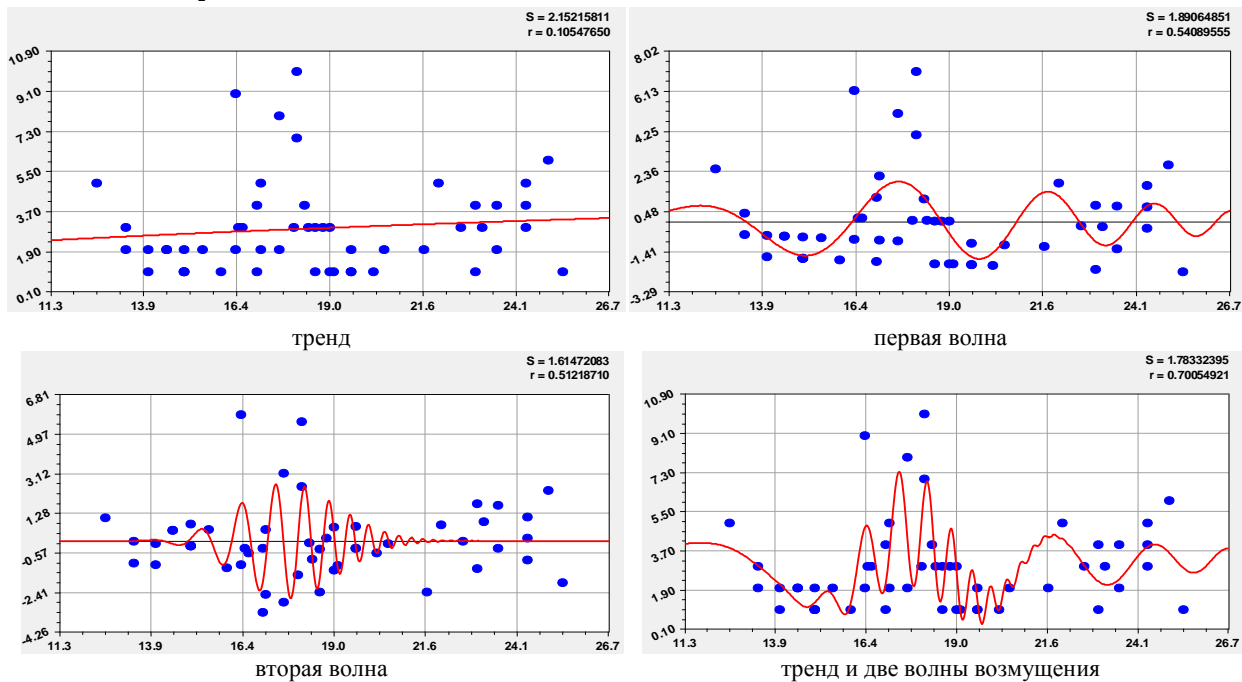 S = 2.15215811
r = 0.10547650
10.90
9.10
7.30
5.50
3.70
1.90
0.10
11.3 13.9 16.4 19.0 21.6 24.1 26.7
тренд
S = 1.89064851
r = 0.54089555
8.02
6.13
4.25
2.36
0.48
-1.41
-3.29
11.3 13.9 16.4 19.0 21.6 24.1 26.7
первая волна
S = 1.61472083
r = 0.51218710
6.81
4.97
3.12
1.28
-0.57
-2.41
-4.26
11.3 13.9 16.4 19.0 21.6 24.1 26.7
вторая волна
S = 1.78332395
r = 0.70054921
10.90
9.10
7.30
5.50
3.70
1.90
0.10
11.3 13.9 16.4 19.0 21.6 24.1 26.7
тренд и две волны возмущения